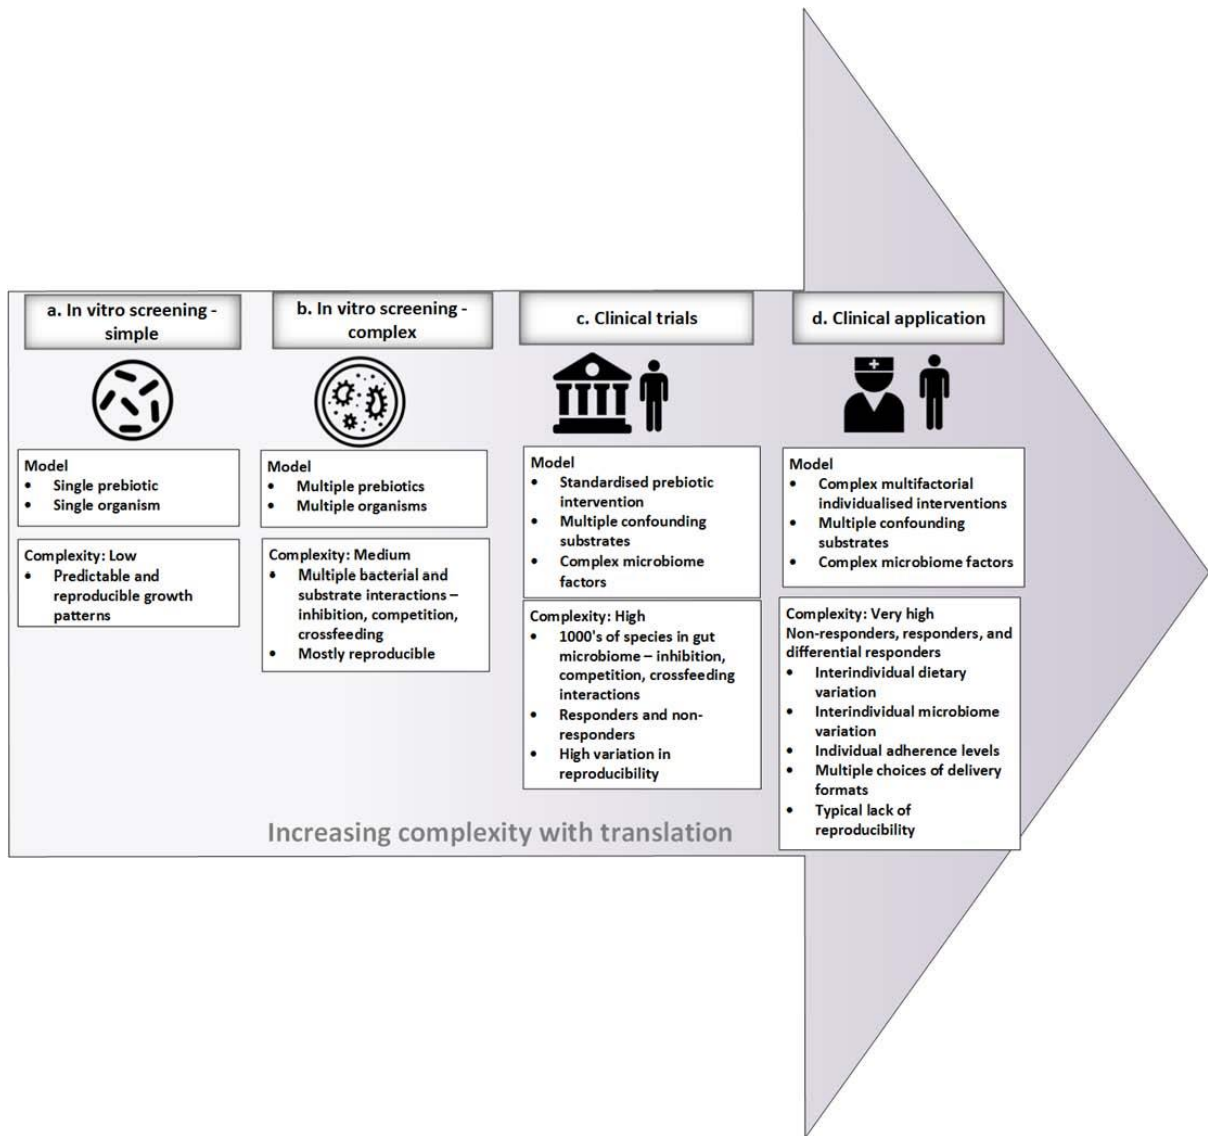 a. In vitro screening -
simple
Model
• Single prebiotic
• Single organism
Complexity: Low
• Predictable and
reproducible growth
patterns
b. In vitro screening -
complex
Model
• Multiple prebiotics
• Multiple organisms
Complexity: Medium
• Multiple bacterial and
substrate interactions –
inhibition, competition,
crossfeeding
• Mostly reproducible
c. Clinical trials
Model
• Standardised prebiotic
intervention
• Multiple confounding
substrates
• Complex microbiome
factors
Complexity: High
• 1000's of species in gut
microbiome – inhibition,
competition, crossfeeding
interactions
• Responders and non-
responders
• High variation in
reproducibility
d. Clinical application
Model
• Complex multifactorial
individualised interventions
• Multiple confounding
substrates
• Complex microbiome factors
Complexity: Very high
Non-responders, responders, and
differential responders
• Interindividual dietary
variation
• Interindividual microbiome
variation
• Individual adherence levels
• Multiple choices of delivery
formats
• Typical lack of
reproducibility
Increasing complexity with translation